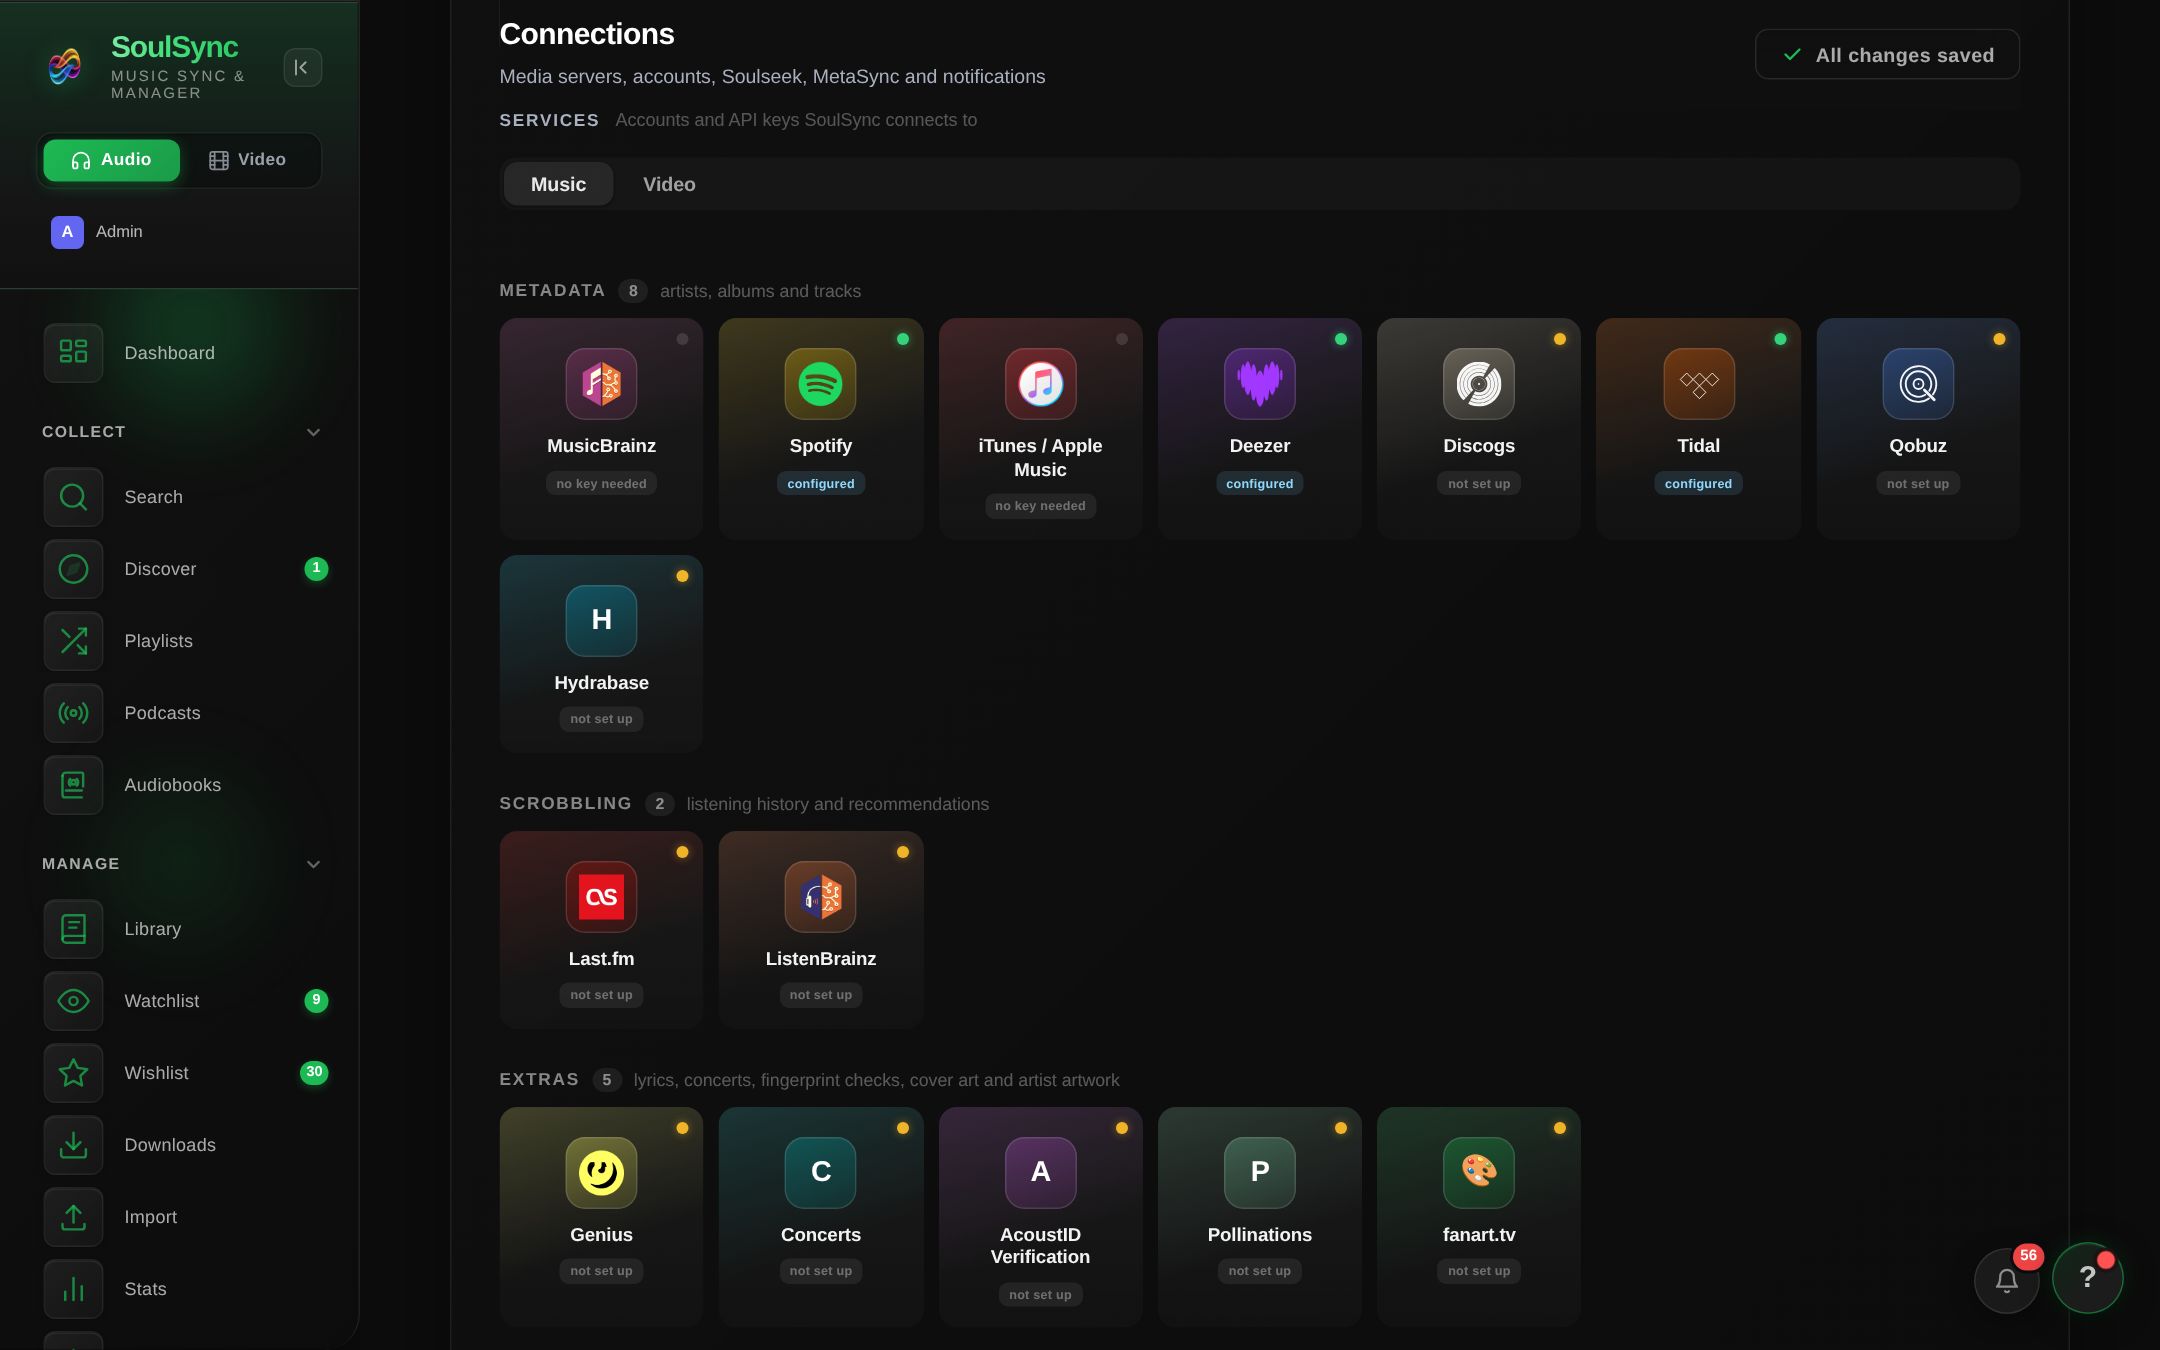 SoulSync
MUSIC SYNC &
MANAGER
Audio
Video
A
Admin
Dashboard
COLLECT
Search
Discover
1
Playlists
Podcasts
Audiobooks
MANAGE
Library
Watchlist
9
Wishlist
30
Downloads
Import
Stats
Connections
Media servers, accounts, Soulseek, MetaSync and notifications
All changes saved
SERVICES Accounts and API keys SoulSync connects to
Music
Video
METADATA 8 artists, albums and tracks
MusicBrainz
no key needed
Spotify
configured
iTunes / Apple
Music
no key needed
Deezer
configured
Discogs
not set up
Tidal
configured
Qobuz
not set up
H
Hydrabase
not set up
SCROBBLING 2 listening history and recommendations
Last.fm
not set up
ListenBrainz
not set up
EXTRAS 5 lyrics, concerts, fingerprint checks, cover art and artist artwork
Genius
not set up
C
Concerts
not set up
A
AcoustID
Verification
not set up
P
Pollinations
not set up
fanart.tv
not set up
56
?